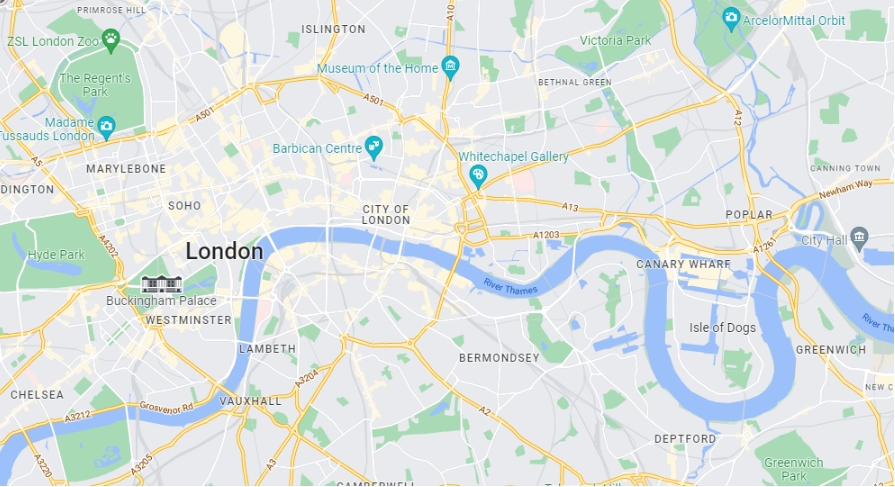 PRIMROSE HILL
ISLINGTON
A10
ArcelorMittal Orbit
ZSL London Zoo
Victoria Park
Museum of the Home
The Regent's
Park
BETHNAL GREEN
A501
A501
A12
Madame
Tussauds London
Barbican Centre
Whitechapel Gallery
A5
MARYLEBONE
CANNING TOWN
DINGTON
Newham Way
SOHO
CITY OF
LONDON
A13
POPLAR
A1203
A4202
London
A1261
City Hall
Hyde Park
CANARY WHARF
River Thames
Buckingham Palace
WESTMINSTER
River Tha
Isle of Dogs
LAMBETH
GREENWICH
BERMONDSEY
A3204
CHELSEA
VAUXHALL
Grosvenor Rd
A3212
A2
DEPTFORD
A3220
A3205
A3
Greenwich
Park
CAMBERWELL